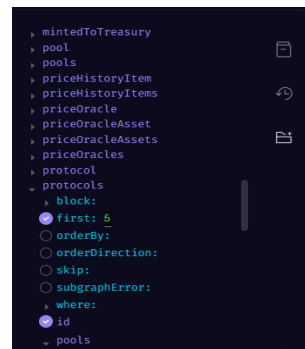 mintedToTreasury
pool
pools
priceHistoryItem
priceHistoryItems
priceOracle
priceOracleAsset
priceOracleAssets
priceOracles
protocol
protocols
block:
first: 5
orderBy:
orderDirection:
skip:
subgraphError:
where:
id
pools